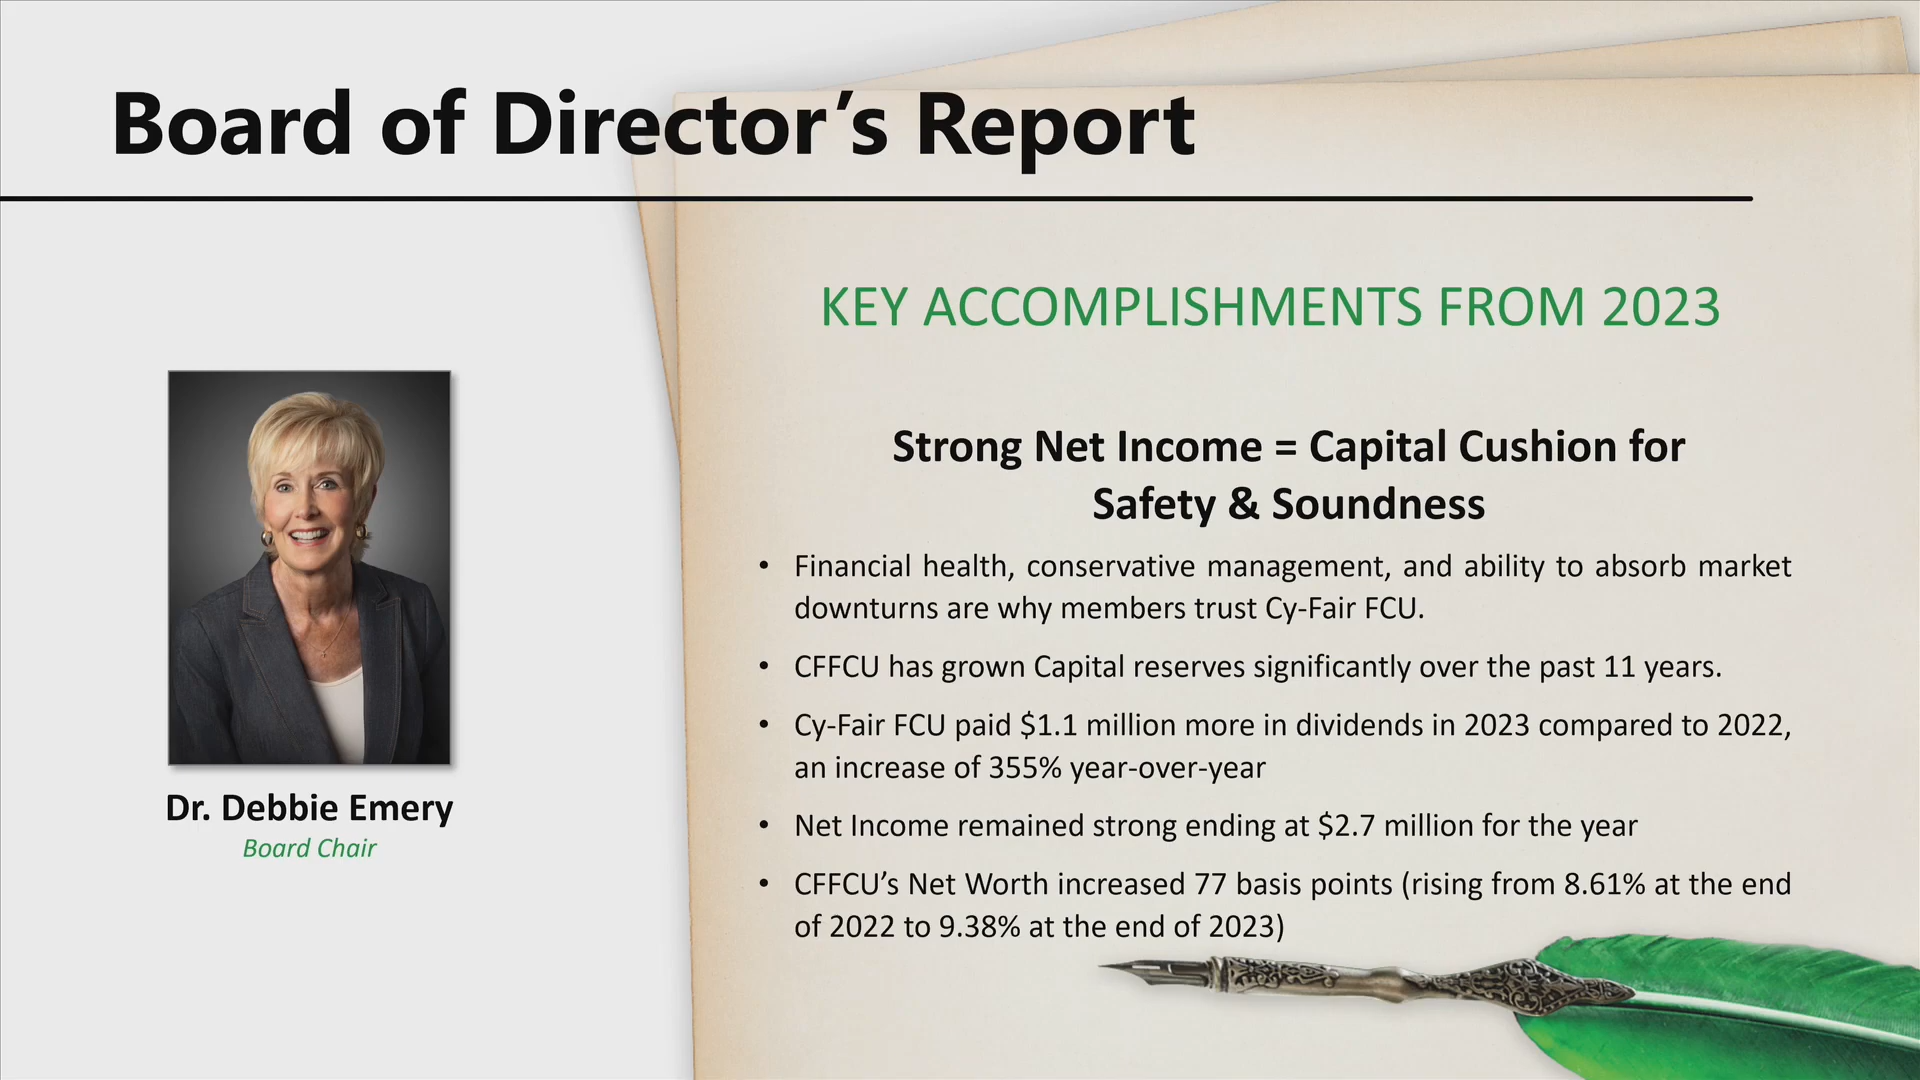 Board of Director’s Report
KEY ACCOMPLISHMENTS FROM 2023
Strong Net Income = Capital Cushion for
Safety & Soundness
• Financial health, conservative management, and ability to absorb market
downturns are why members trust Cy-Fair FCU.
• CFFCU has grown Capital reserves significantly over the past 11 years.
• Cy-Fair FCU paid $1.1 million more in dividends in 2023 compared to 2022,
an increase of 355% year-over-year
• Net Income remained strong ending at $2.7 million for the year
• CFFCU’s Net Worth increased 77 basis points (rising from 8.61% at the end
of 2022 to 9.38% at the end of 2023)
Dr. Debbie Emery
Board Chair